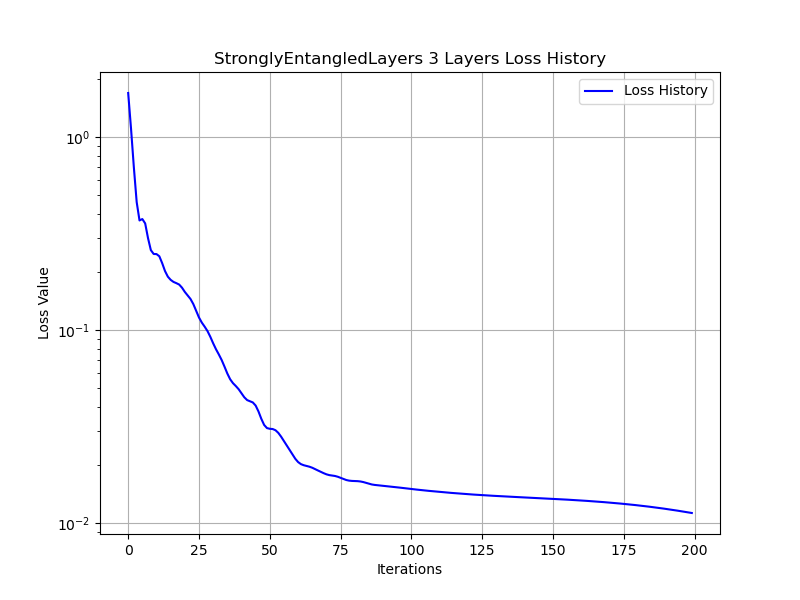 StronglyEntangledLayers 3 Layers Loss History
Loss History
Loss Value
10⁰
10⁻¹
10⁻²
0 25 50 75 100 125 150 175 200
Iterations